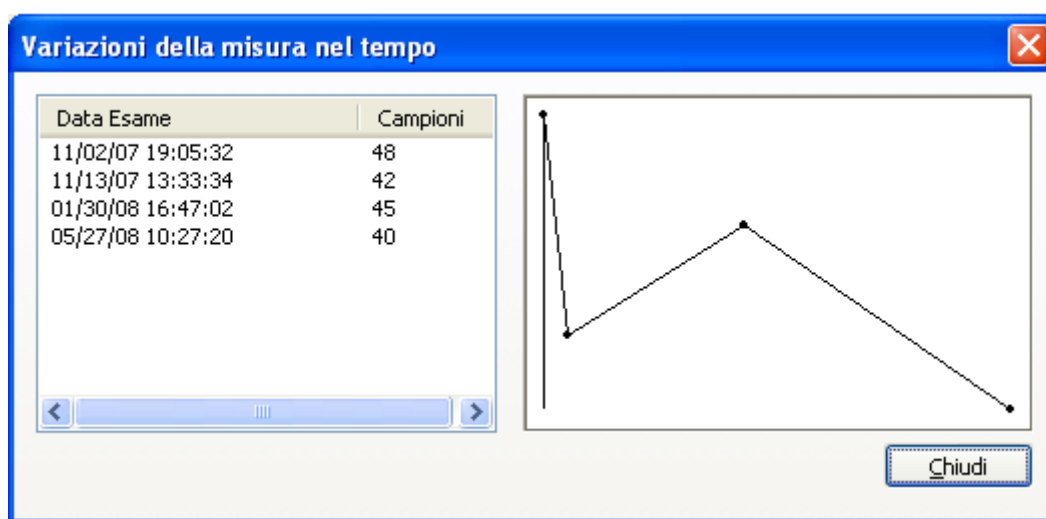 Variazioni della misura nel tempo
Data Esame Campioni
11/02/07 19:05:32 48
11/13/07 13:33:34 42
01/30/08 16:47:02 45
05/27/08 10:27:20 40
Chiudi